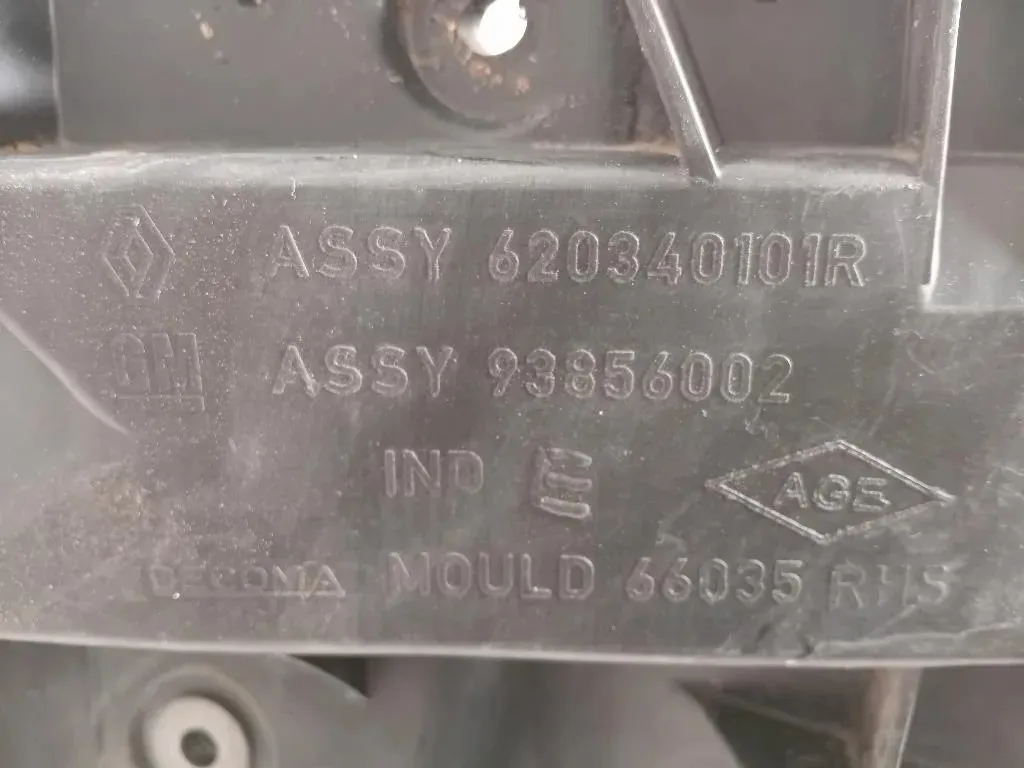 ASSY 620340101R
GM ASSY 93856002
IND E AGE
DECOMA MOULD 66035 RHS